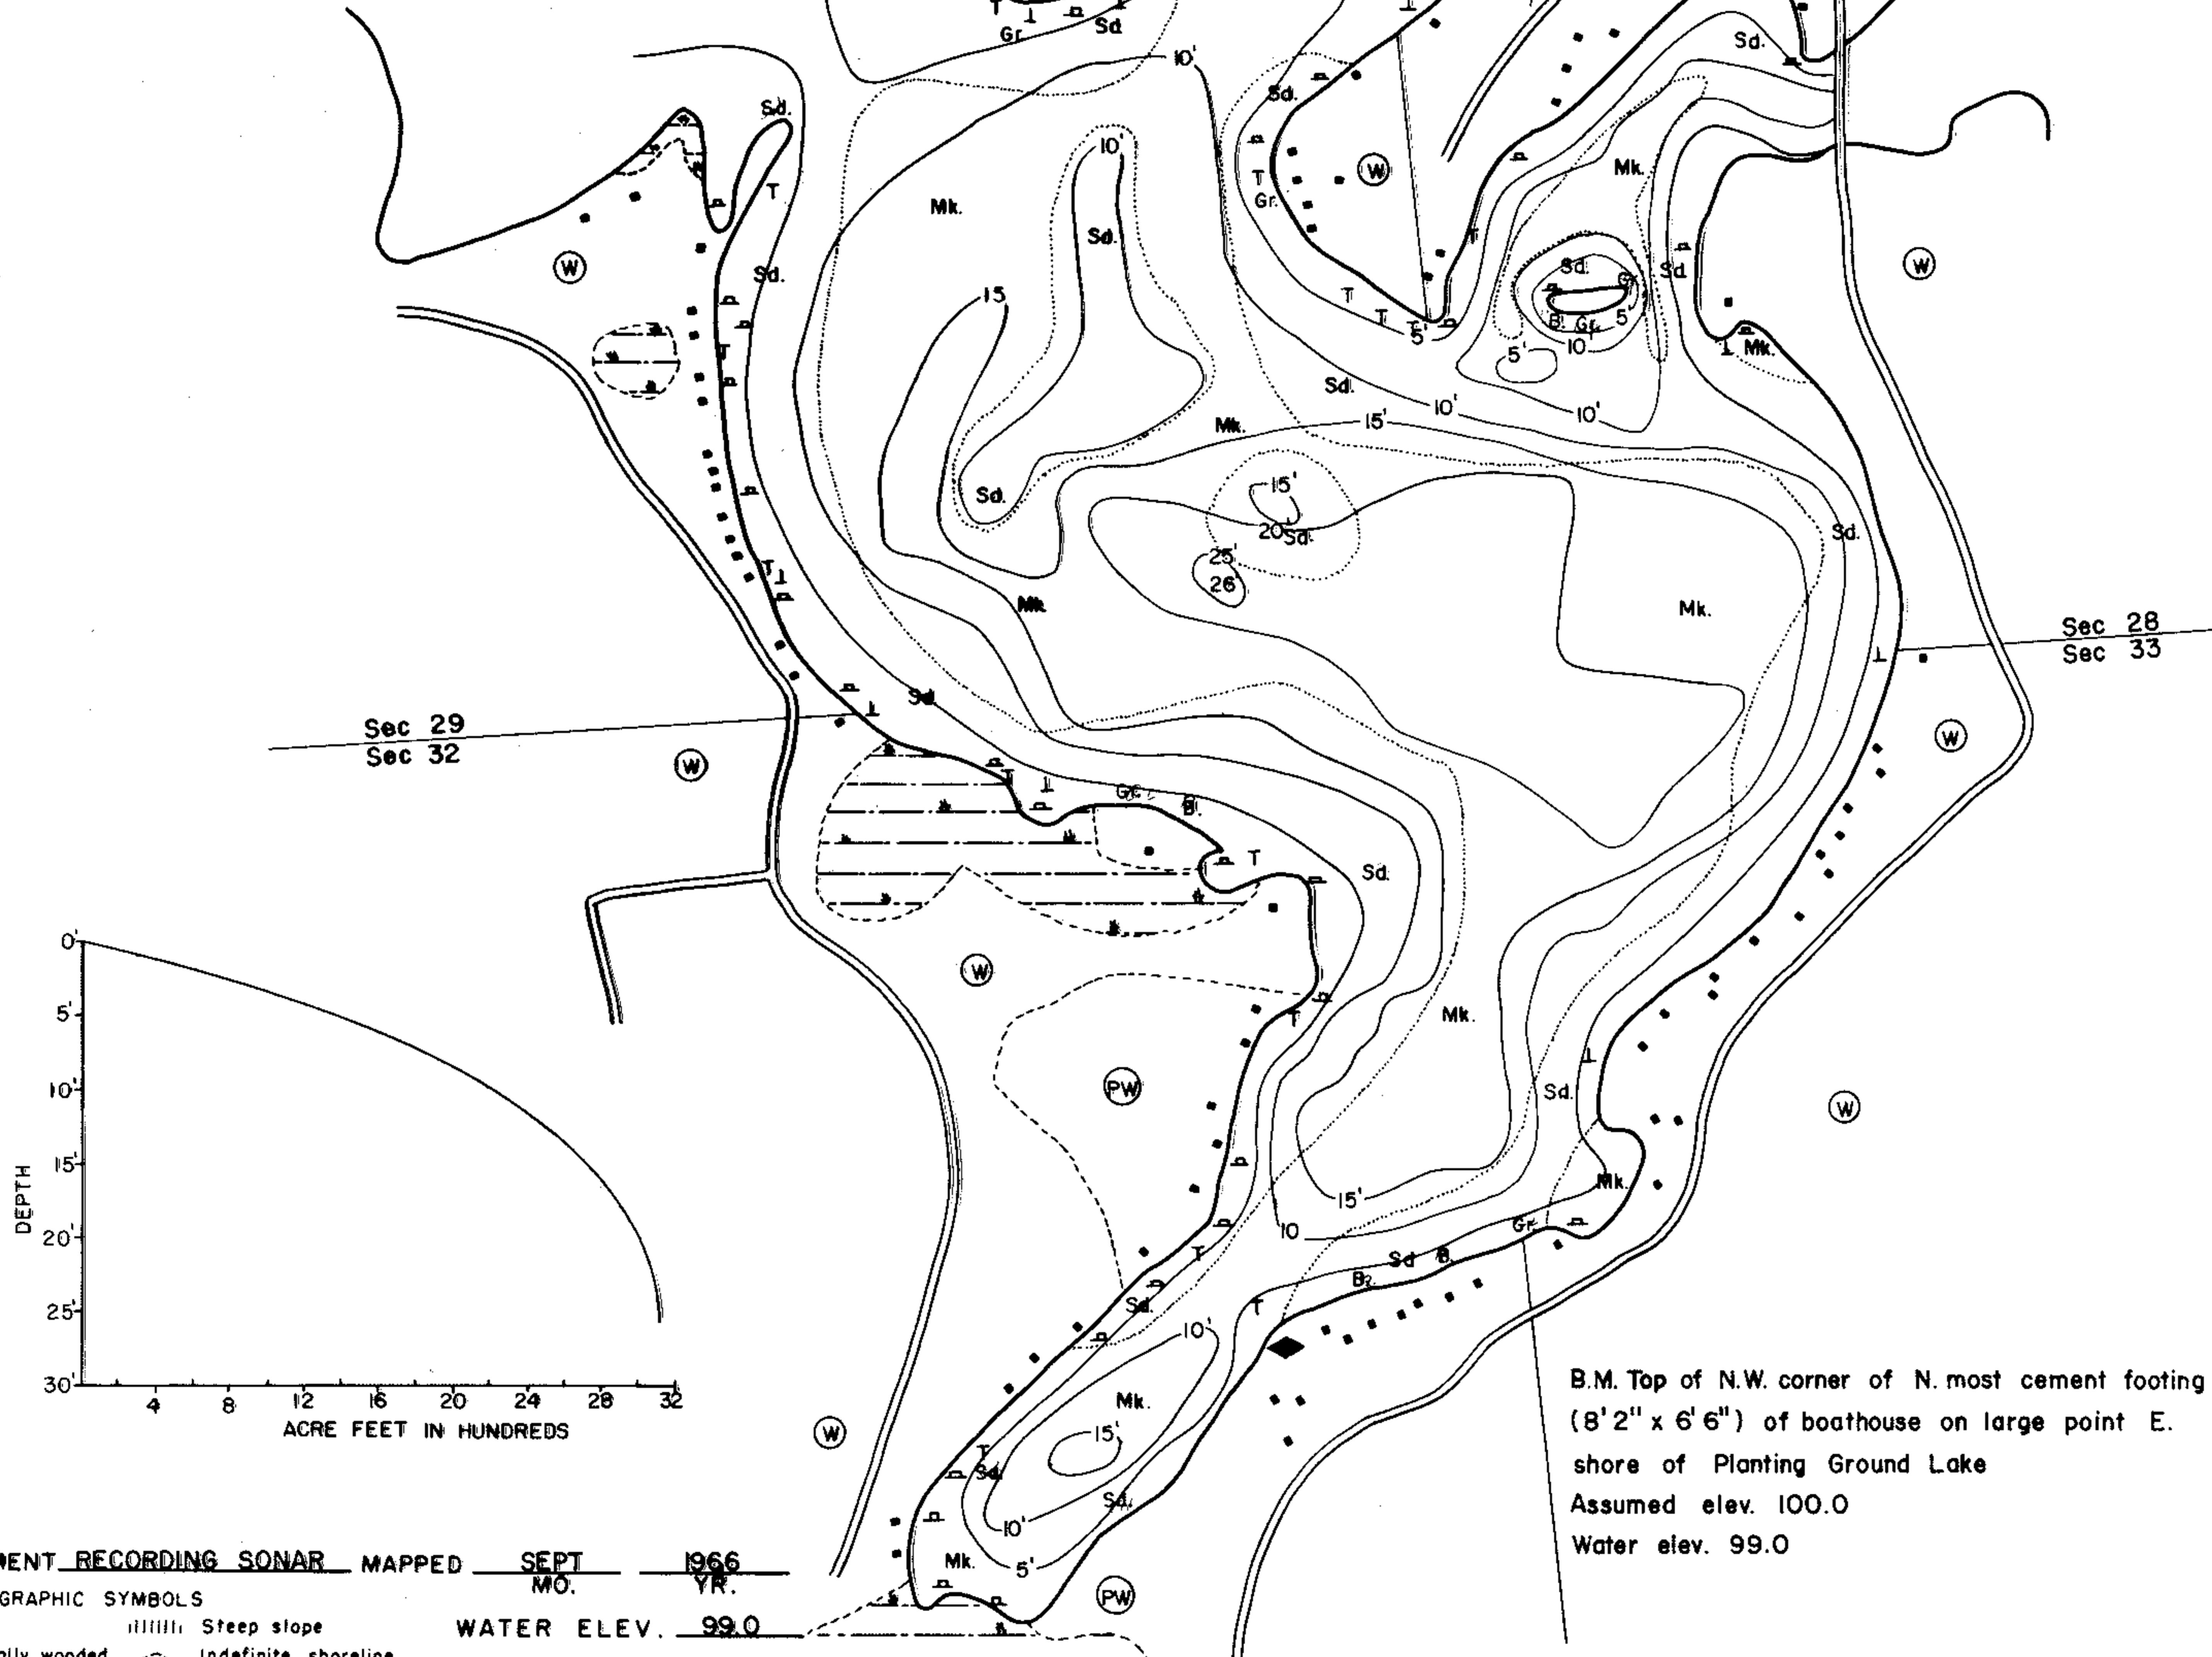 T
Gr.
Sd
10'
Sd.
Sd.
Sd.
10'
Mk.
T
W
T
Gr.
Mk.
Sd.
T
W
W
Sd.
15
Sd.
Sd.
T
T
T
5'
B.
Gr.
5'
10
5'
Mk.
T
Sd.
10'
10'
Mk.
15'
Sd.
15'
20'
Sd.
Sd.
25'
26'
Mk.
Mk.
T
Sec 28
Sec 33
Sd.
Sec 29
Sec 32
W
W
T
Gr.
B.
T
Sd.
W
Mk.
T
PW
Sd.
W
Mk.
15'
10
Gr.
Sd
B.
T
B.
Sd.
T
10'
Mk.
15'
T
Sd.
Sd.
10'
5'
Mk.
W
PW
0'
5'
10'
15'
20'
25'
30'
DEPTH
4 8 12 16 20 24 28 32
ACRE FEET IN HUNDREDS
B.M. Top of N.W. corner of N. most cement footing
(8' 2" x 6' 6") of boathouse on large point E.
shore of Planting Ground Lake
Assumed elev. 100.0
Water elev. 99.0
RECORDING SONAR MAPPED SEPT 1966
MO. YR.
GRAPHIC SYMBOLS
Steep slope
WATER ELEV. 99.0
wooded Indefinite shoreline